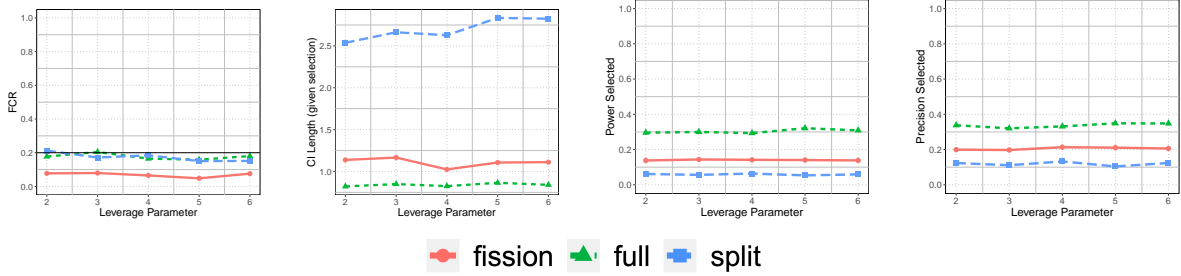 FCR
1.0
0.8
0.6
0.4
0.2
0.0
2 3 4 5 6
Leverage Parameter
CI Length (given selection)
2.5
2.0
1.5
1.0
2 3 4 5 6
Leverage Parameter
Power Selected
1.0
0.8
0.6
0.4
0.2
0.0
2 3 4 5 6
Leverage Parameter
Precision Selected
1.0
0.8
0.6
0.4
0.2
0.0
2 3 4 5 6
Leverage Parameter
fission full split